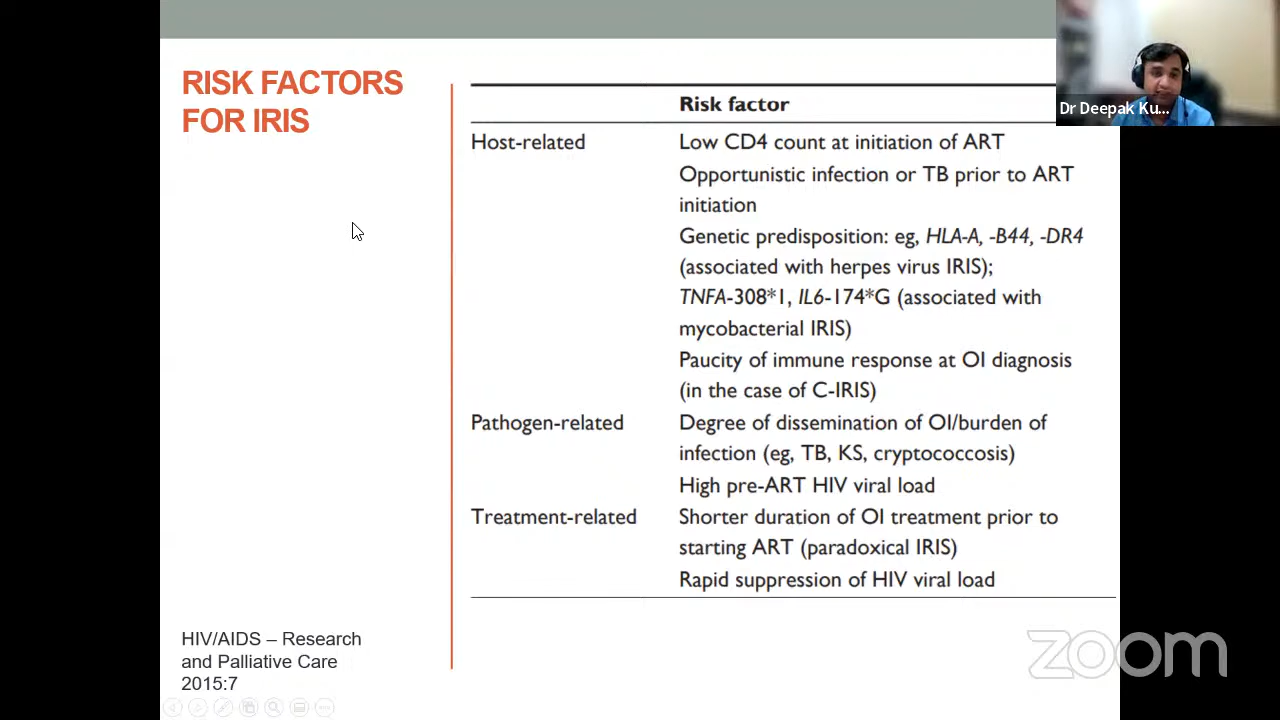 RISK FACTORS
FOR IRIS
Risk factor
Host-related
Low CD4 count at initiation of ART
Opportunistic infection or TB prior to ART
initiation
Genetic predisposition: eg, HLA-A, -B44, -DR4
(associated with herpes virus IRIS);
TNFA-308*1, IL6-174*G (associated with
mycobacterial IRIS)
Paucity of immune response at OI diagnosis
(in the case of C-IRIS)
Pathogen-related
Degree of dissemination of OI/burden of
infection (eg, TB, KS, cryptococcosis)
High pre-ART HIV viral load
Treatment-related
Shorter duration of OI treatment prior to
starting ART (paradoxical IRIS)
Rapid suppression of HIV viral load
HIV/AIDS – Research
and Palliative Care
2015:7
Dr Deepak Ku...
zoom